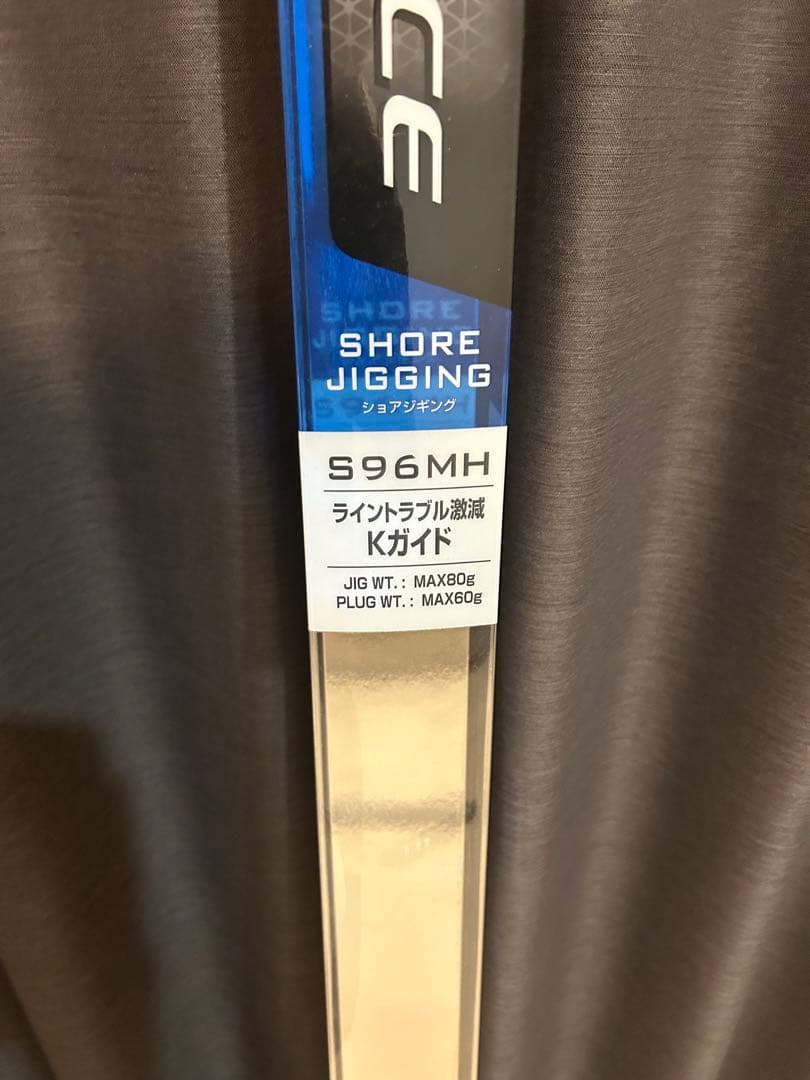 CE
SHORE
JIGGING
ショアジギング
S96MH
ライントラブル激減
Kガイド
JIG WT.: MAX80g
PLUG WT.: MAX60g